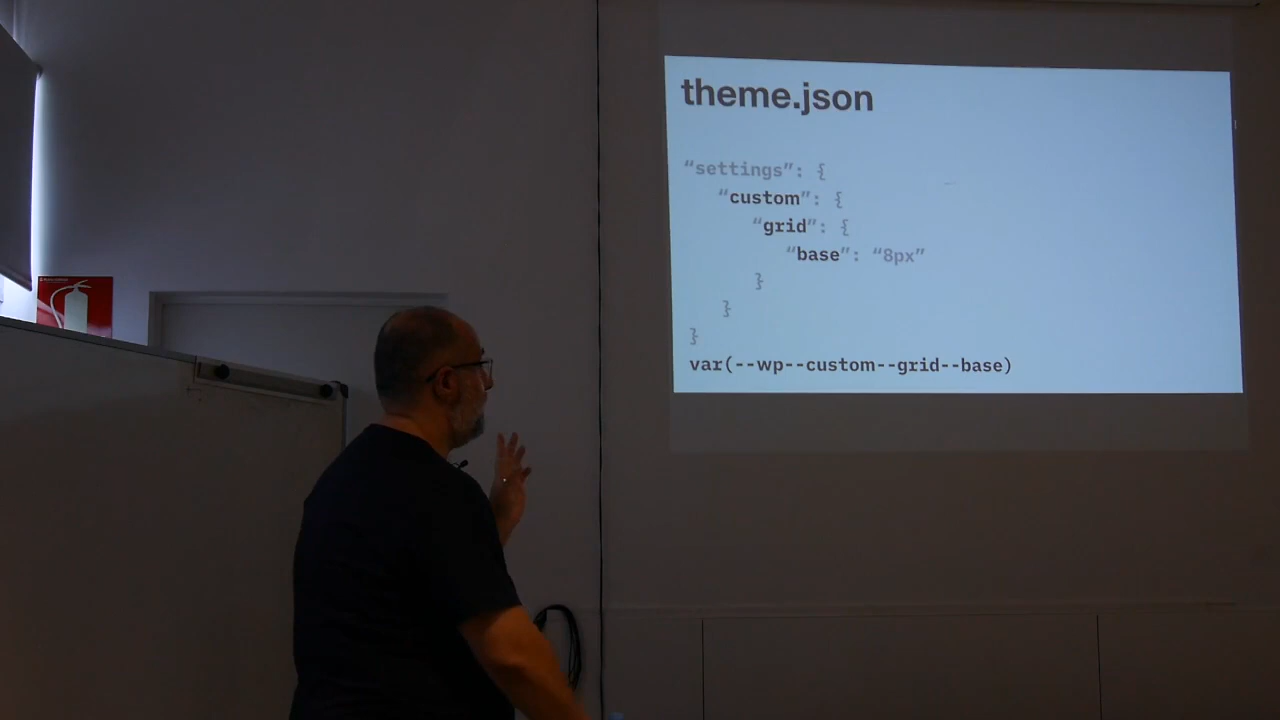 theme.json
“settings”: {
“custom”: {
“grid”: {
“base”: “8px”
}
}
}
var(--wp--custom--grid--base)